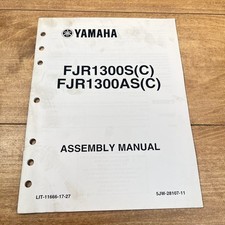 YAMAHA
FJR1300S(C)
FJR1300AS(C)
ASSEMBLY MANUAL
LIT-11666-17-27
5JW-28107-11